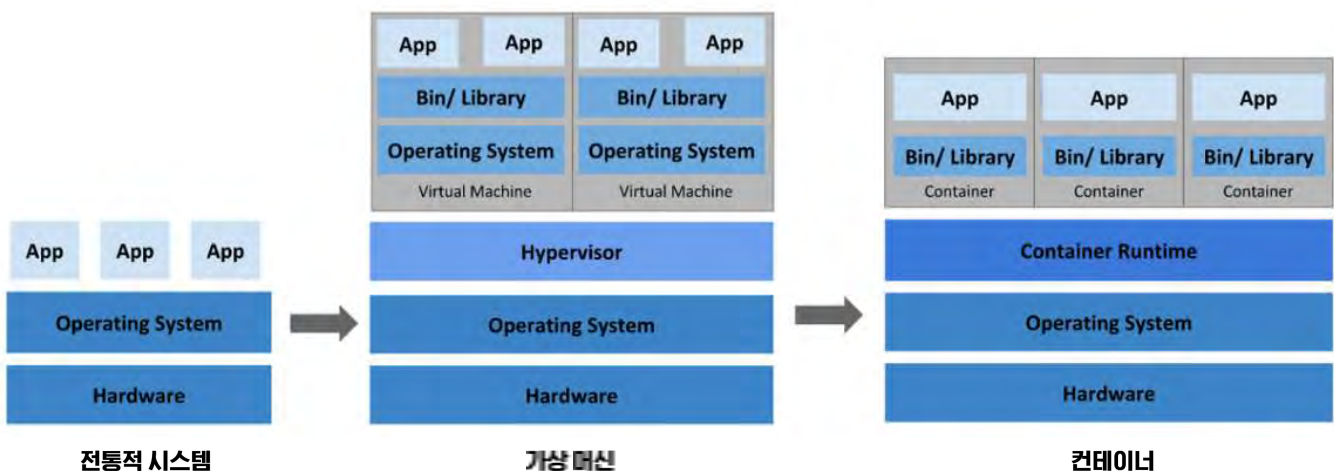 App App App
Operating System
Hardware
전통적 시스템
App App App App
Bin/ Library Bin/ Library
Operating System Operating System
Virtual Machine Virtual Machine
Hypervisor
Operating System
Hardware
가상 머신
App App App
Bin/ Library Bin/ Library Bin/ Library
Container Container Container
Container Runtime
Operating System
Hardware
컨테이너